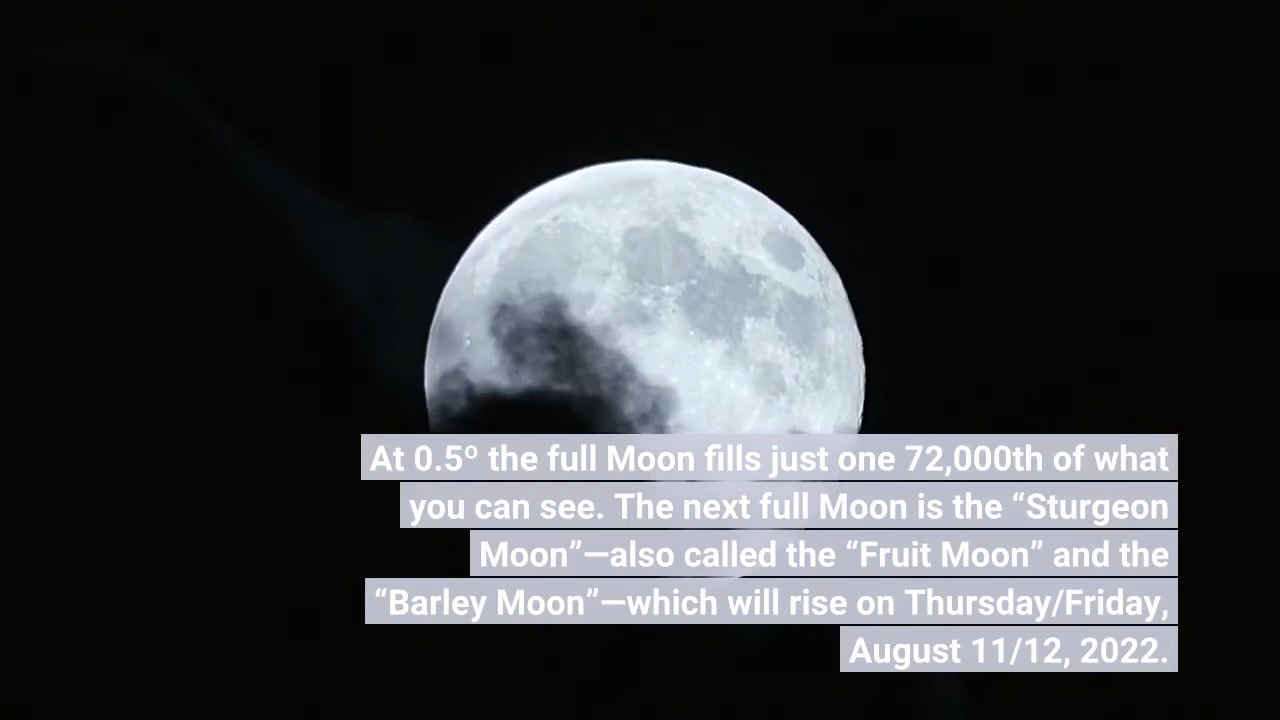 At 0.5º the full Moon fills just one 72,000th of what
you can see. The next full Moon is the “Sturgeon
Moon”—also called the “Fruit Moon” and the
“Barley Moon”—which will rise on Thursday/Friday,
August 11/12, 2022.